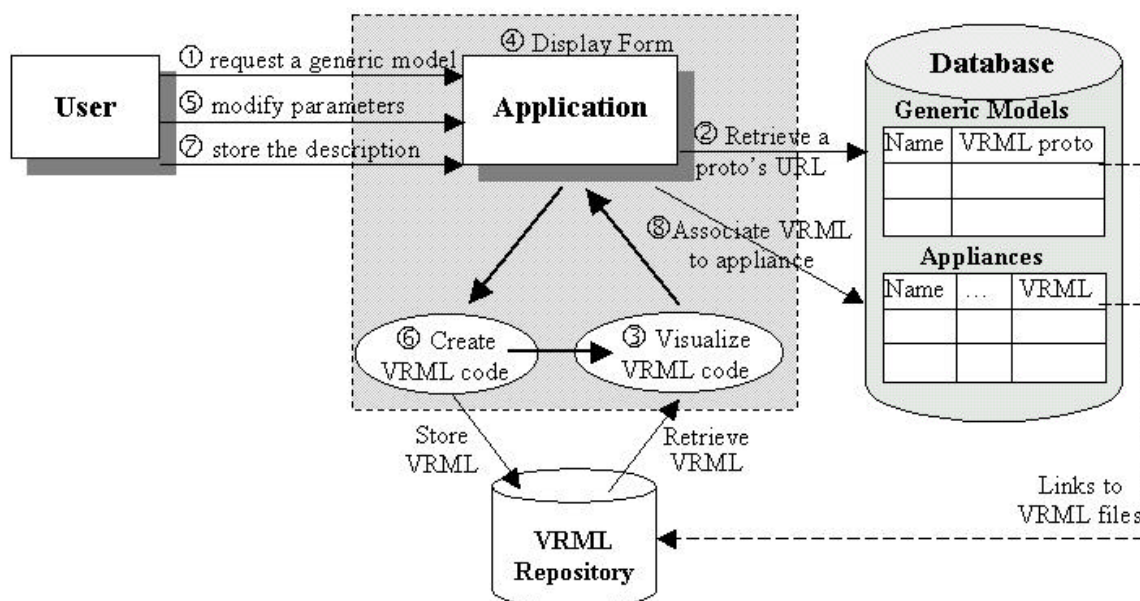 ④ Display Form
① request a generic model
User
⑤ modify parameters
Application
⑦ store the description
② Retrieve a
proto's URL
Database
Generic Models
Name VRML proto
⑧Associate VRML
to appliance
Appliances
Name ... VRML
⑥ Create
VRML code
③ Visualize
VRML code
Store
VRML
Retrieve
VRML
VRML
Repository
Links to
VRML files